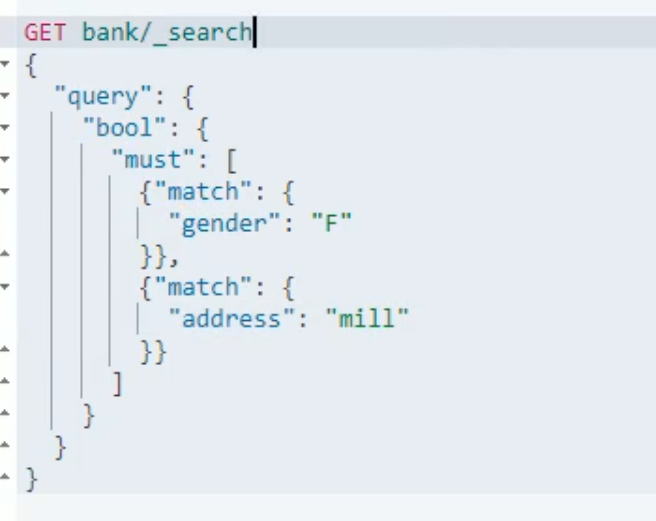 GET bank/_search
{
  "query": {
    "bool": {
      "must": [
        {"match": {
          "gender": "F"
        }},
        {"match": {
          "address": "mill"
        }}
      ]
    }
  }
}